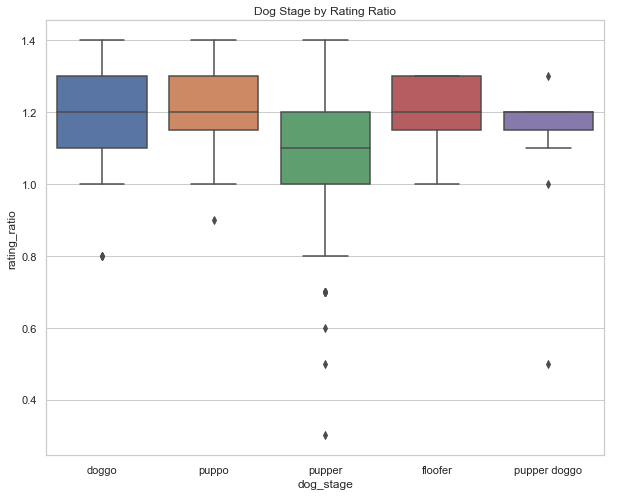 Dog Stage by Rating Ratio
1.4
1.2
1.0
0.8
0.6
0.4
rating_ratio
doggo puppo pupper floofer pupper doggo
dog_stage